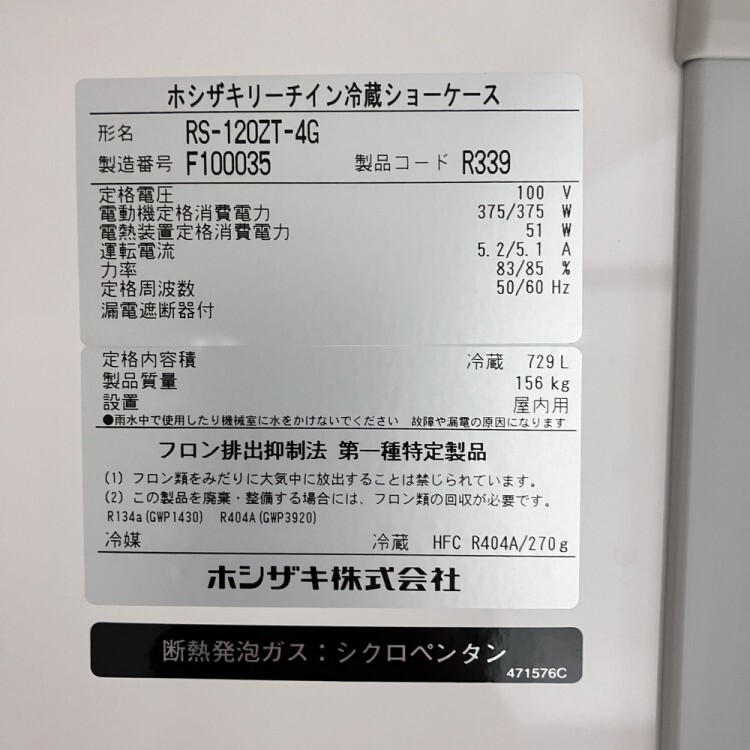 ホシザキリーチイン冷蔵ショーケース
形名 RS-120ZT-4G
製造番号 F100035 製品コード R339
定格電圧 100 V
電動機定格消費電力 375/375 W
電熱装置定格消費電力 51 W
運転電流 5.2/5.1 A
力率 83/85 %
定格周波数 50/60 Hz
漏電遮断器付
定格内容積 冷蔵 729 L
製品質量 156 kg
設置 屋内用
●雨水中で使用したり機械室に水をかけないでください 故障や漏電の原因になります
フロン排出抑制法 第一種特定製品
(1) フロン類をみだりに大気中に放出することは禁じられています。
(2) この製品を廃棄・整備する場合には、フロン類の回収が必要です。
R134a(GWP1430) R404A(GWP3920)
冷媒 冷蔵 HFC R404A/270g
ホシザキ株式会社
断熱発泡ガス：シクロペンタン
471576C